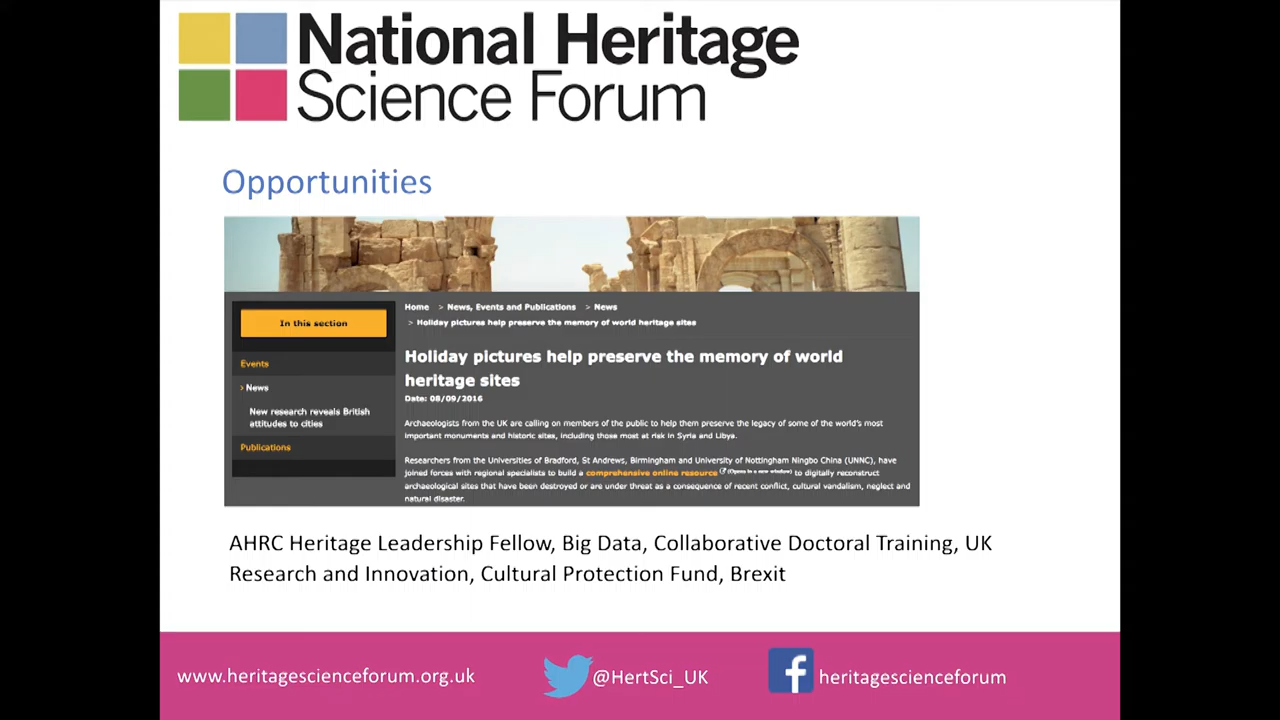 National Heritage
Science Forum
Opportunities
In this section
Events
› News
New research reveals British
attitudes to cities
Publications
Home > News, Events and Publications > News
> Holiday pictures help preserve the memory of world heritage sites
Holiday pictures help preserve the memory of world
heritage sites
Date: 08/09/2016
Archaeologists from the UK are calling on members of the public to help them preserve the legacy of some of the world's most
important monuments and historic sites, including those most at risk in Syria and Libya.
Researchers from the Universities of Bradford, St Andrews, Birmingham and University of Nottingham Ningbo China (UNNC), have
joined forces with regional specialists to build a comprehensive online resource (Opens in a new window) to digitally reconstruct
archaeological sites that have been destroyed or are under threat as a consequence of recent conflict, cultural vandalism, neglect and
natural disaster.
AHRC Heritage Leadership Fellow, Big Data, Collaborative Doctoral Training, UK
Research and Innovation, Cultural Protection Fund, Brexit
www.heritagescienceforum.org.uk @HertSci_UK f heritagescienceforum